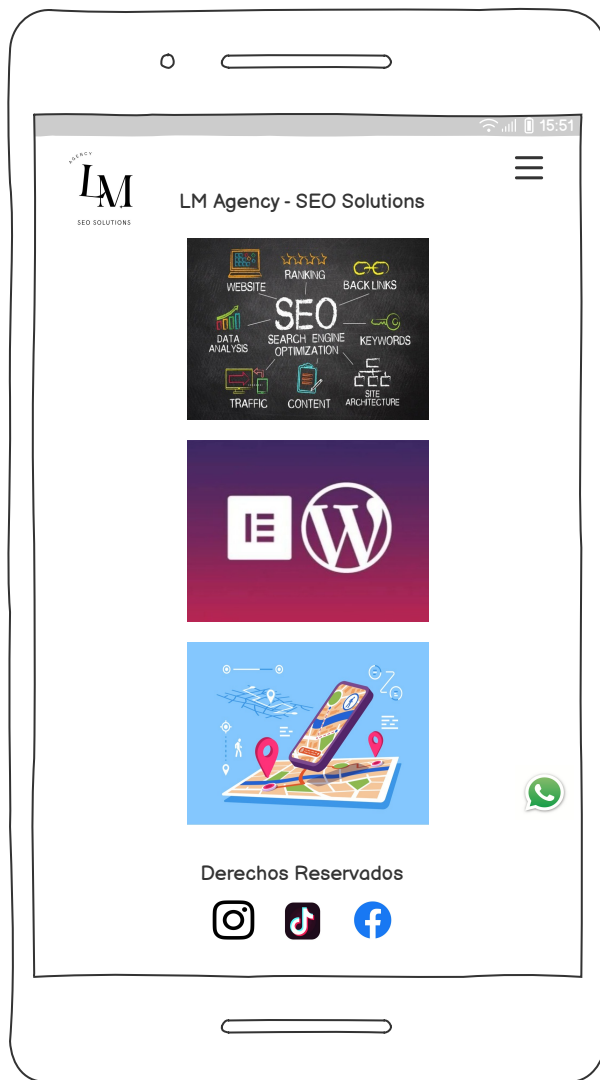 15:51
AGENCY
LM
SEO SOLUTIONS
LM Agency - SEO Solutions
WEBSITE
RANKING
BACK LINKS
SEO
SEARCH ENGINE
OPTIMIZATION
DATA
ANALYSIS
KEYWORDS
TRAFFIC
CONTENT
SITE
ARCHITECTURE
Derechos Reservados